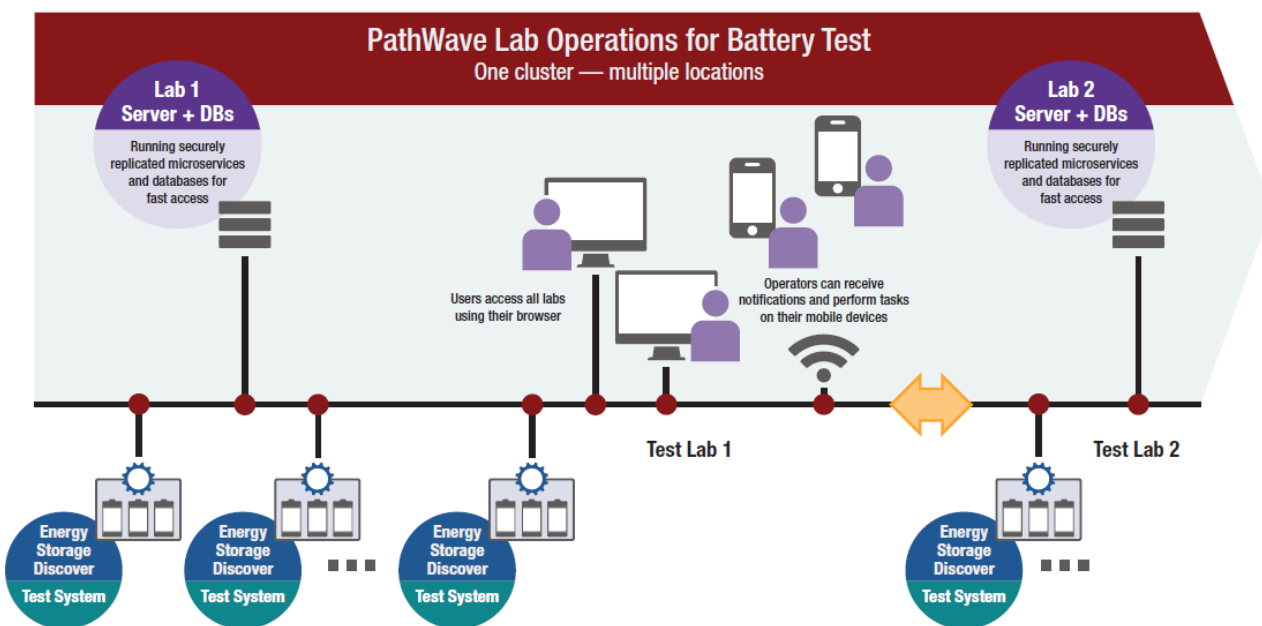 PathWave Lab Operations for Battery Test
One cluster — multiple locations
Lab 1
Server + DBs
Running securely
replicated microservices
and databases for
fast access
Lab 2
Server + DBs
Running securely
replicated microservices
and databases for
fast access
Users access all labs
using their browser
Operators can receive
notifications and perform tasks
on their mobile devices
Test Lab 1
Test Lab 2
Energy
Storage
Discover
Test System
Energy
Storage
Discover
Test System
Energy
Storage
Discover
Test System
Energy
Storage
Discover
Test System